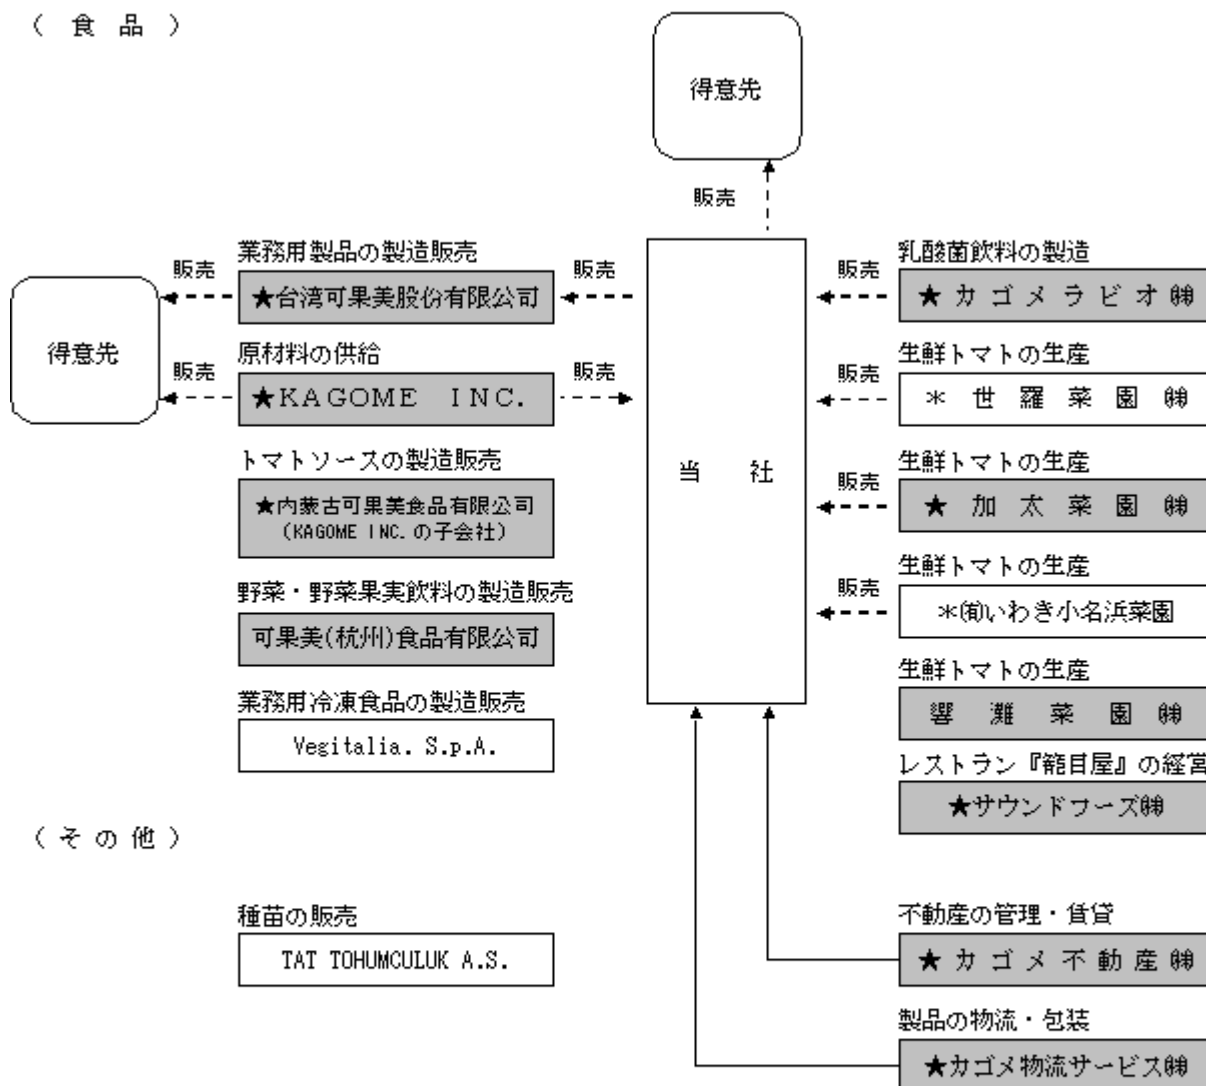 （ 食 品 ）
得意先
販売
業務用製品の製造販売
販売
★台湾可果美股份有限公司
販売
得意先
原材料の供給
販売
★KAGOME INC.
販売
トマトソースの製造販売
★内蒙古可果美食品有限公司
(KAGOME INC. の子会社)
野菜・野菜果実飲料の製造販売
可果美(杭州)食品有限公司
業務用冷凍食品の製造販売
Vegitalia. S.p.A.
当 社
乳酸菌飲料の製造
販売
★ カ ゴ メ ラ ビ オ ㈱
生鮮トマトの生産
販売
＊ 世 羅 菜 園 ㈱
生鮮トマトの生産
販売
★ 加 太 菜 園 ㈱
生鮮トマトの生産
販売
＊㈲いわき小名浜菜園
生鮮トマトの生産
響 灘 菜 園 ㈱
レストラン『籠目屋』の経営
★サウンドフーズ㈱
（ そ の 他 ）
種苗の販売
TAT TOHUMCULUK A.S.
不動産の管理・賃貸
★ カ ゴ メ 不 動 産 ㈱
製品の物流・包装
★カゴメ物流サービス㈱